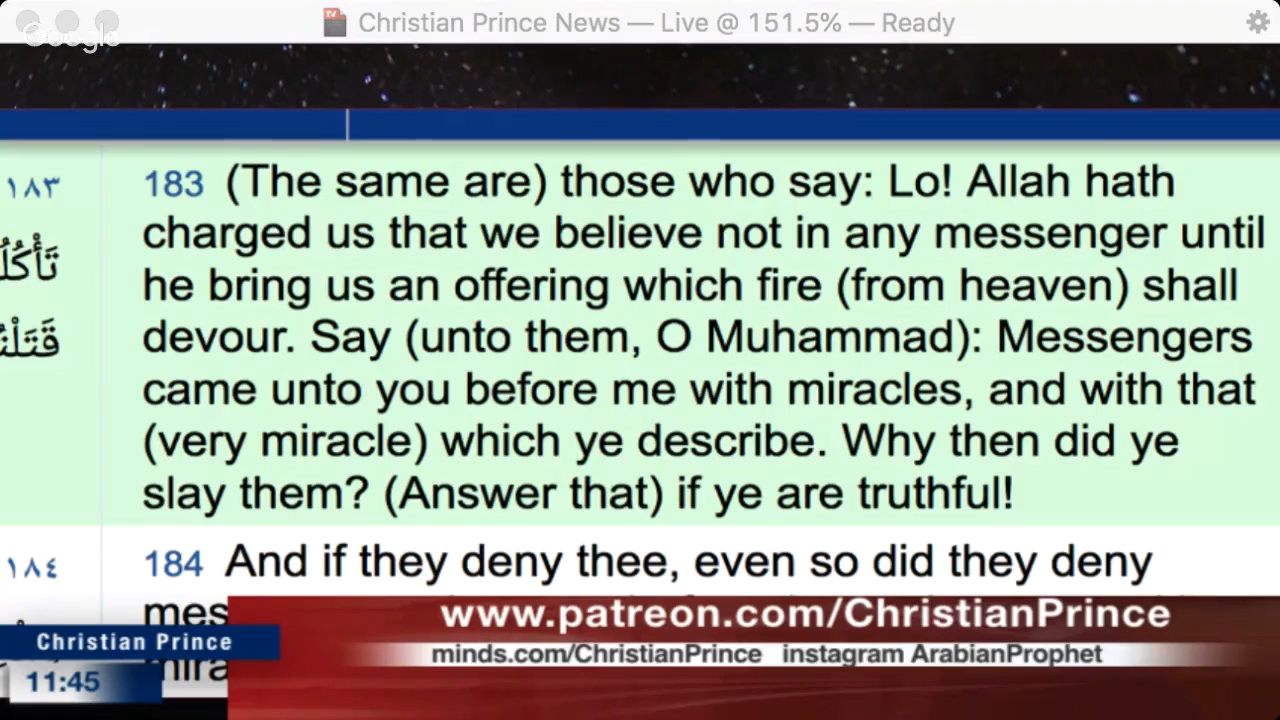 Christian Prince News — Live @ 151.5% — Ready
Google
١٨٣
183 (The same are) those who say: Lo! Allah hath
charged us that we believe not in any messenger until
he bring us an offering which fire (from heaven) shall
devour. Say (unto them, O Muhammad): Messengers
came unto you before me with miracles, and with that
(very miracle) which ye describe. Why then did ye
slay them? (Answer that) if ye are truthful!
١٨٤
184 And if they deny thee, even so did they deny
mes
mira
www.patreon.com/ChristianPrince
Christian Prince
minds.com/ChristianPrince instagram ArabianProphet
11:45